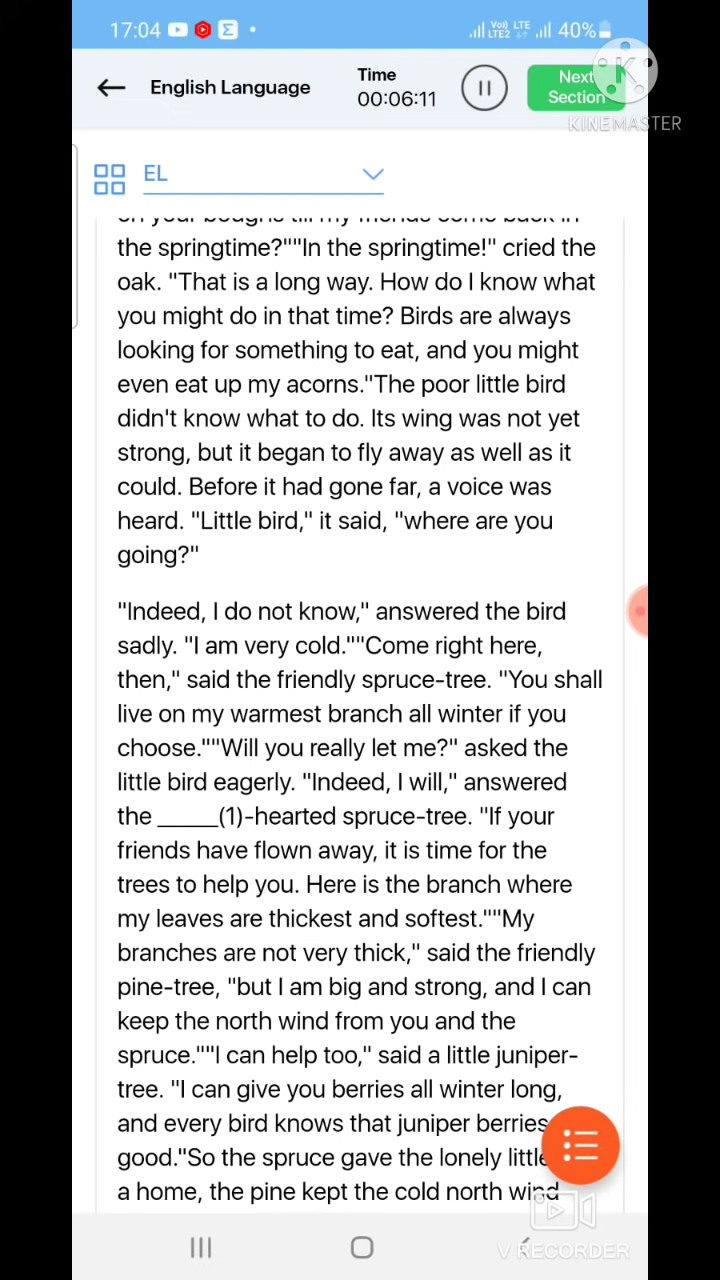 17:04 40%
Vo) LTE
LTE2
English Language
Time
00:06:11
Next
Section
KINEMASTER
EL
the springtime?""In the springtime!" cried the
oak. "That is a long way. How do I know what
you might do in that time? Birds are always
looking for something to eat, and you might
even eat up my acorns."The poor little bird
didn't know what to do. Its wing was not yet
strong, but it began to fly away as well as it
could. Before it had gone far, a voice was
heard. "Little bird," it said, "where are you
going?"
"Indeed, I do not know," answered the bird
sadly. "I am very cold.""Come right here,
then," said the friendly spruce-tree. "You shall
live on my warmest branch all winter if you
choose.""Will you really let me?" asked the
little bird eagerly. "Indeed, I will," answered
the _____(1)-hearted spruce-tree. "If your
friends have flown away, it is time for the
trees to help you. Here is the branch where
my leaves are thickest and softest.""My
branches are not very thick," said the friendly
pine-tree, "but I am big and strong, and I can
keep the north wind from you and the
spruce.""I can help too," said a little juniper-
tree. "I can give you berries all winter long,
and every bird knows that juniper berries
good."So the spruce gave the lonely little
a home, the pine kept the cold north wind
V RECORDER